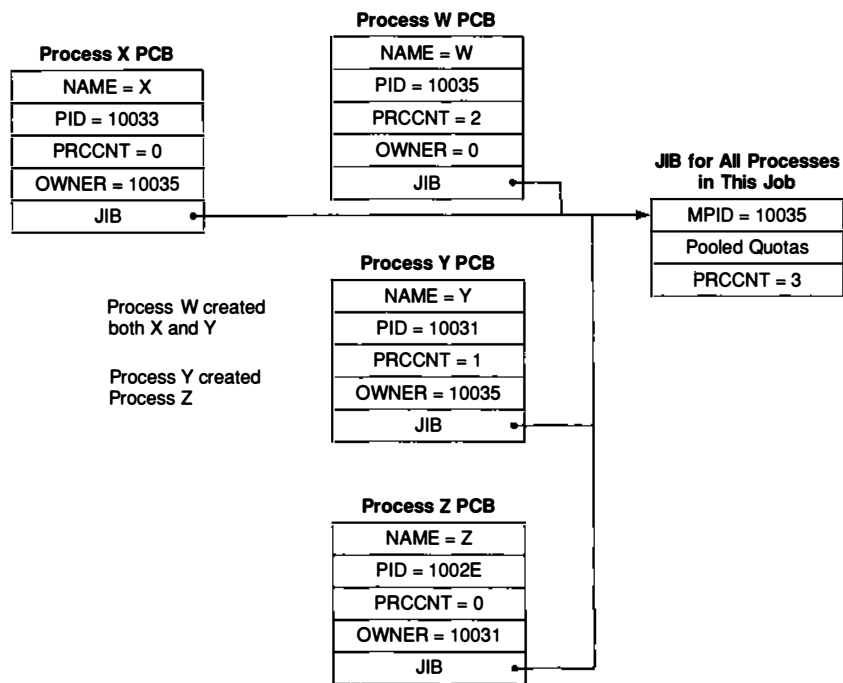 Process W PCB
NAME = W
PID = 10035
PRCCNT = 2
OWNER = 0
JIB
Process X PCB
NAME = X
PID = 10033
PRCCNT = 0
OWNER = 10035
JIB
JIB for All Processes
in This Job
MPID = 10035
Pooled Quotas
PRCCNT = 3
Process W created
both X and Y
Process Y created
Process Z
Process Y PCB
NAME = Y
PID = 10031
PRCCNT = 1
OWNER = 10035
JIB
Process Z PCB
NAME = Z
PID = 1002E
PRCCNT = 0
OWNER = 10031
JIB